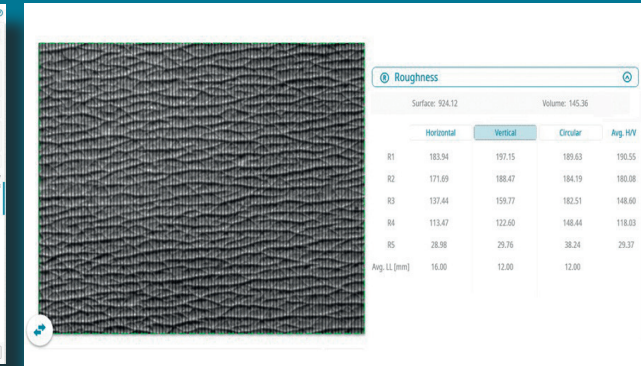 R Roughness
Surface: 924.12 Volume: 145.36
Horizontal Vertical Circular Avg. H/V
R1 183.94 197.15 189.63 190.55
R2 171.69 188.47 184.19 180.08
R3 137.44 159.77 182.51 148.60
R4 113.47 122.60 148.44 118.03
R5 28.98 29.76 38.24 29.37
Avg. LL [mm] 16.00 12.00 12.00